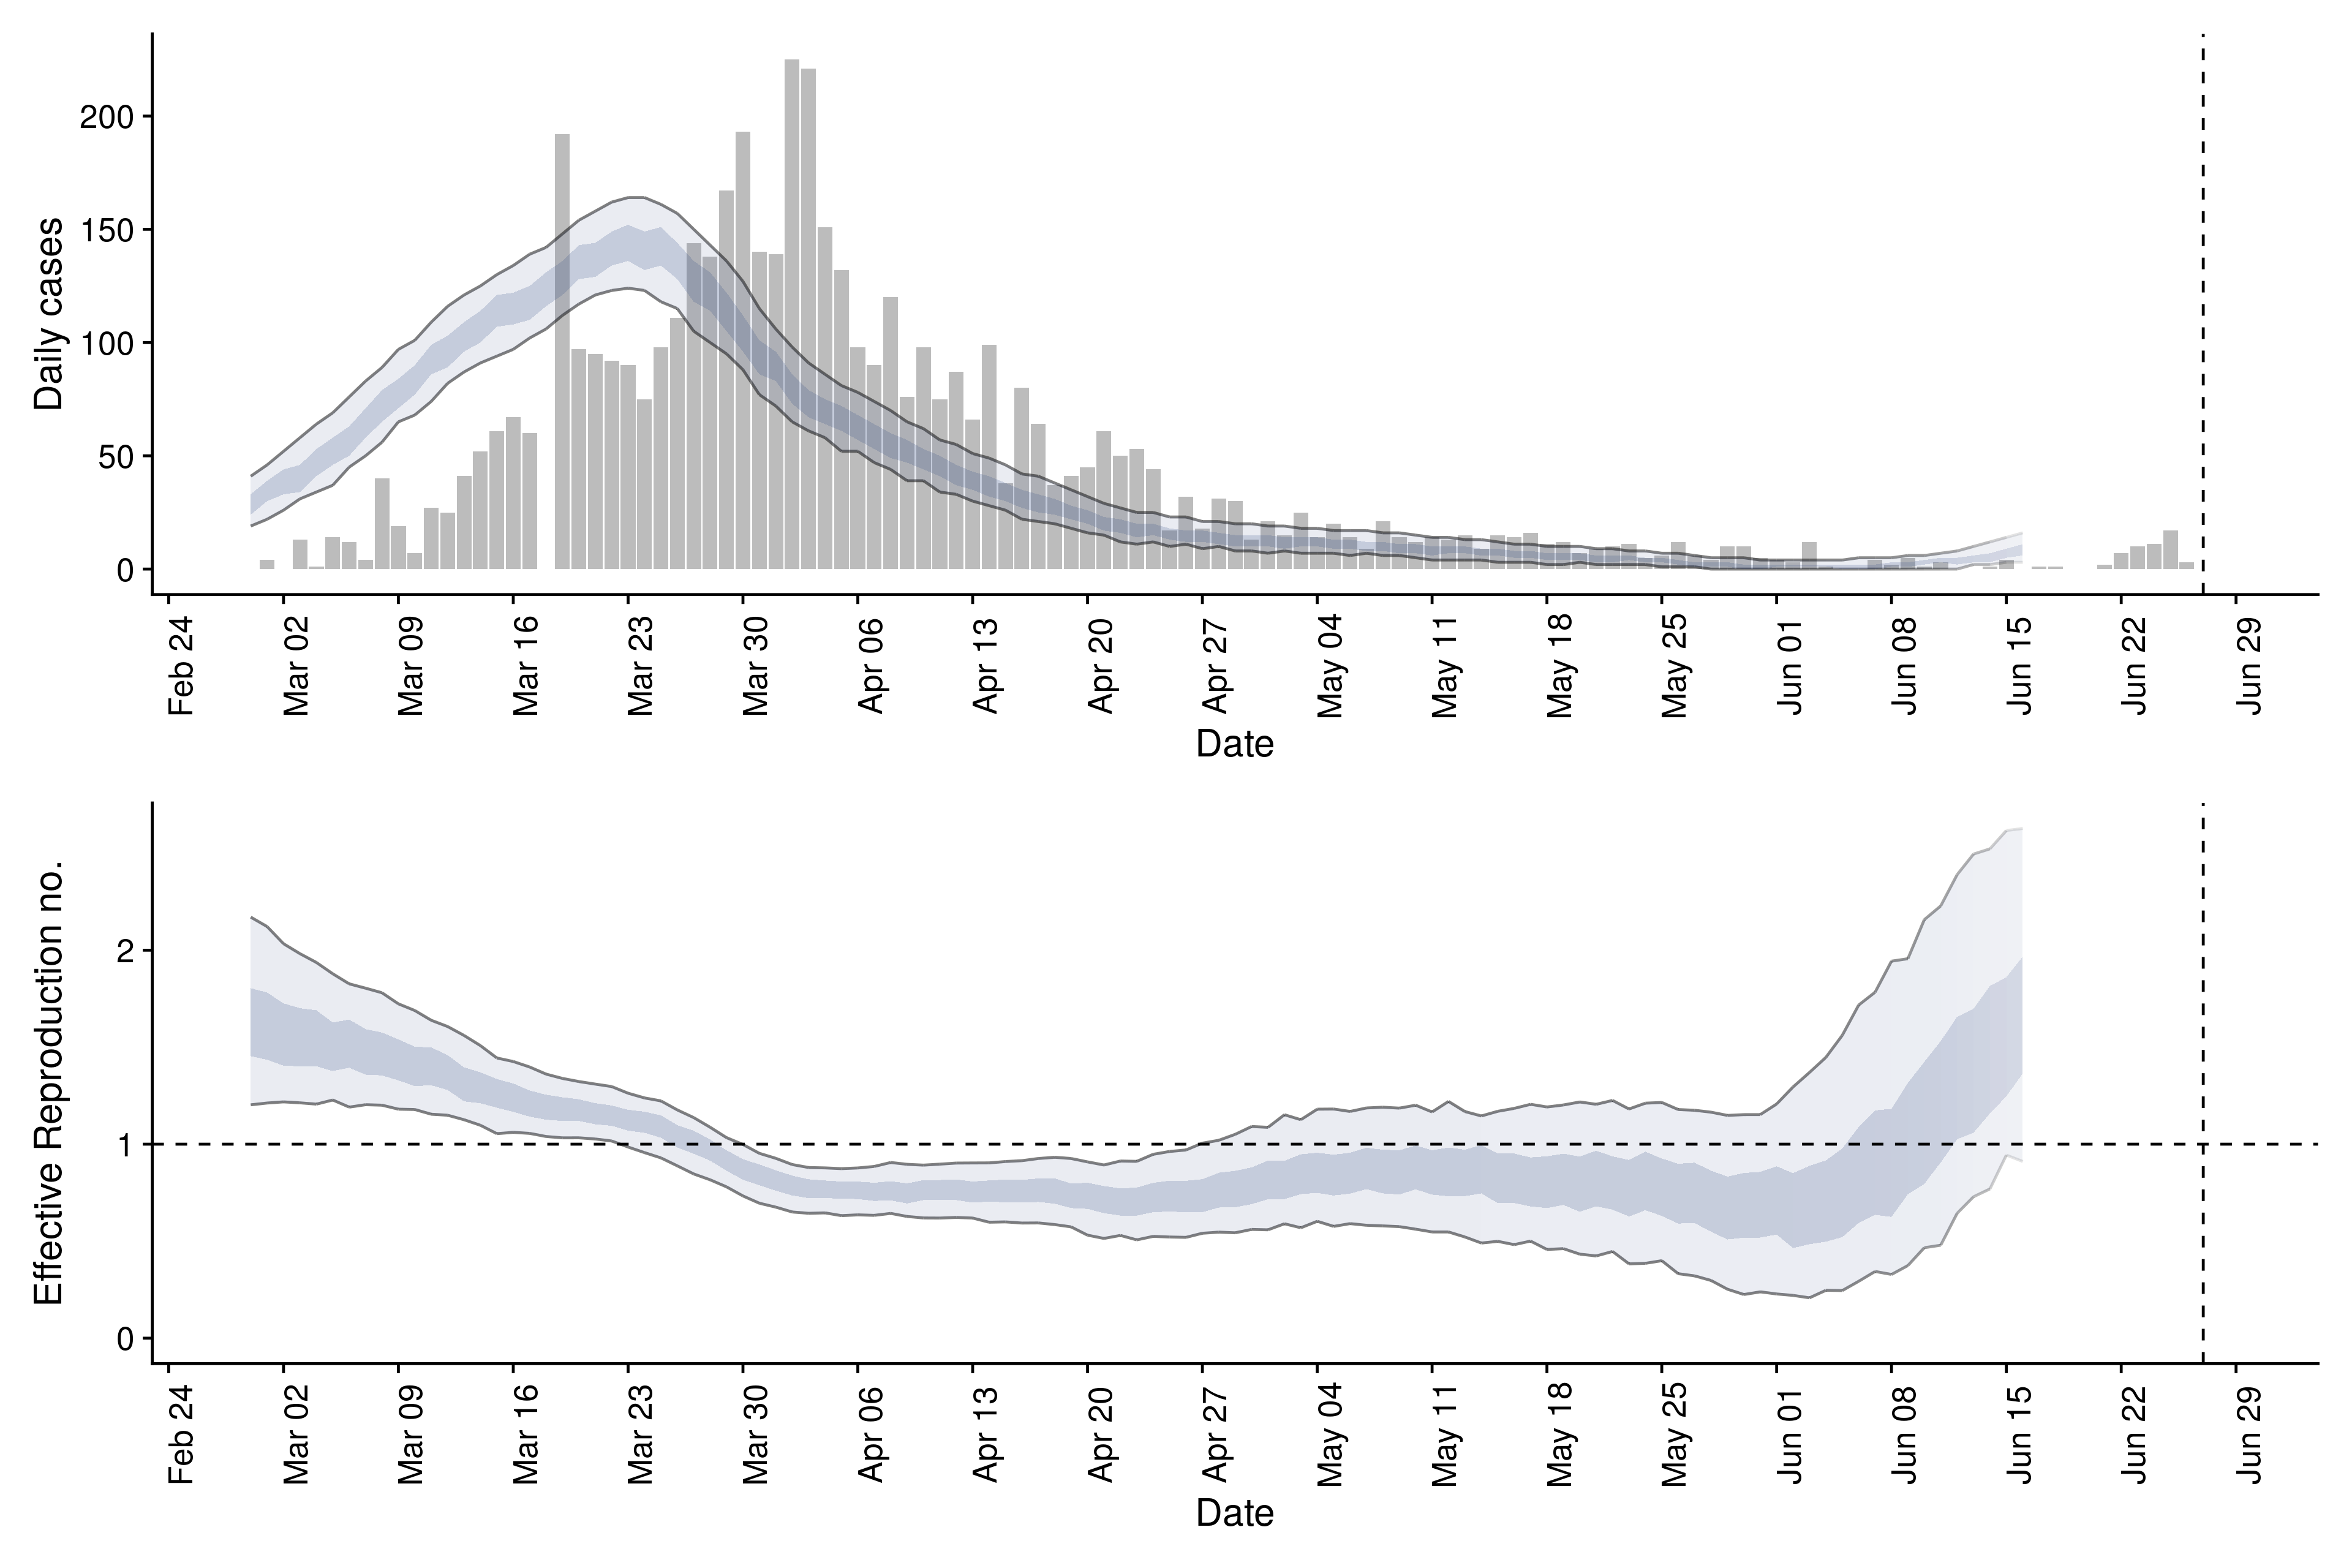 Daily cases
200
150
100
50
0
Feb 24
Mar 02
Mar 09
Mar 16
Mar 23
Mar 30
Apr 06
Apr 13
Apr 20
Apr 27
May 04
May 11
May 18
May 25
Jun 01
Jun 08
Jun 15
Jun 22
Jun 29
Date
Effective Reproduction no.
2
1
0
Feb 24
Mar 02
Mar 09
Mar 16
Mar 23
Mar 30
Apr 06
Apr 13
Apr 20
Apr 27
May 04
May 11
May 18
May 25
Jun 01
Jun 08
Jun 15
Jun 22
Jun 29
Date